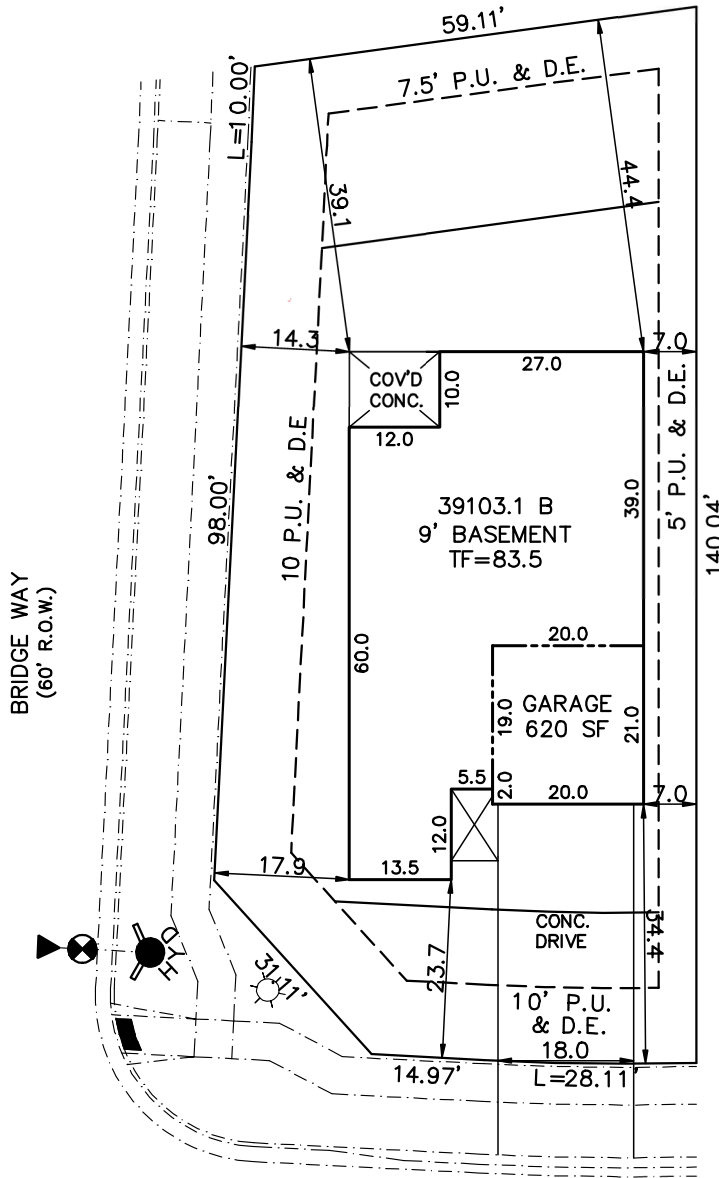 59.11'
7.5' P.U. & D.E.
L=10.00'
39.1
44.4
14.3
7.0
27.0
COV'D
CONC.
10.0
12.0
5' P.U. & D.E.
10 P.U. & D.E
98.00'
39103.1 B
9' BASEMENT
TF=83.5
39.0
140.04'
BRIDGE WAY
(60' R.O.W.)
60.0
20.0
GARAGE
620 SF
19.0
21.0
5.5
2.0
20.0
7.0
12.0
17.9
13.5
CONC.
DRIVE
34.4
HYD
31.11'
23.7
10' P.U.
& D.E.
18.0
14.97'
L=28.11'